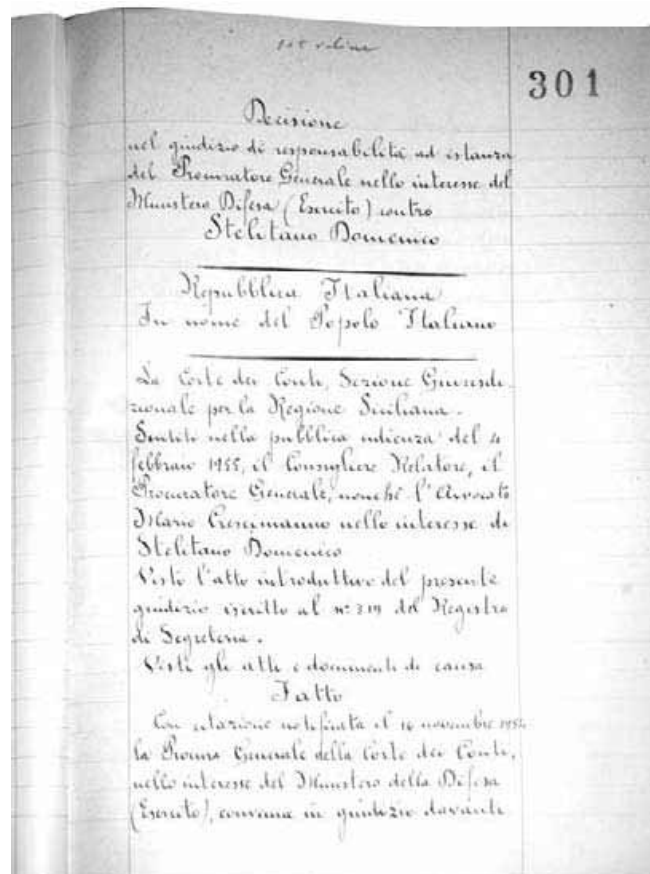 301
Decisione
nel giudizio di responsabilità ad istanza
del Procuratore Generale nello interesse del
Ministero Difesa (Esercito) contro
Stelitano Domenico
Repubblica Italiana
In nome del Popolo Italiano
La Corte dei Conti, Sezione Giurisdi-
zionale per la Regione Siciliana.
Sentiti nella pubblica udienza del 4
febbraio 1955, il Consigliere Relatore, il
Procuratore Generale, nonché l'Avvocato
Mario Crescimanno nello interesse di
Stelitano Domenico
Visto l'atto introduttivo del presente
giudizio iscritto al n° 319 del Registro
di Segreteria.
Visti gli atti e documenti di causa
Fatto
Con citazione notificata il 16 novembre 1954
la Procura Generale della Corte dei Conti,
nello interesse del Ministero della Difesa
(Esercito), conveniva in giudizio davanti